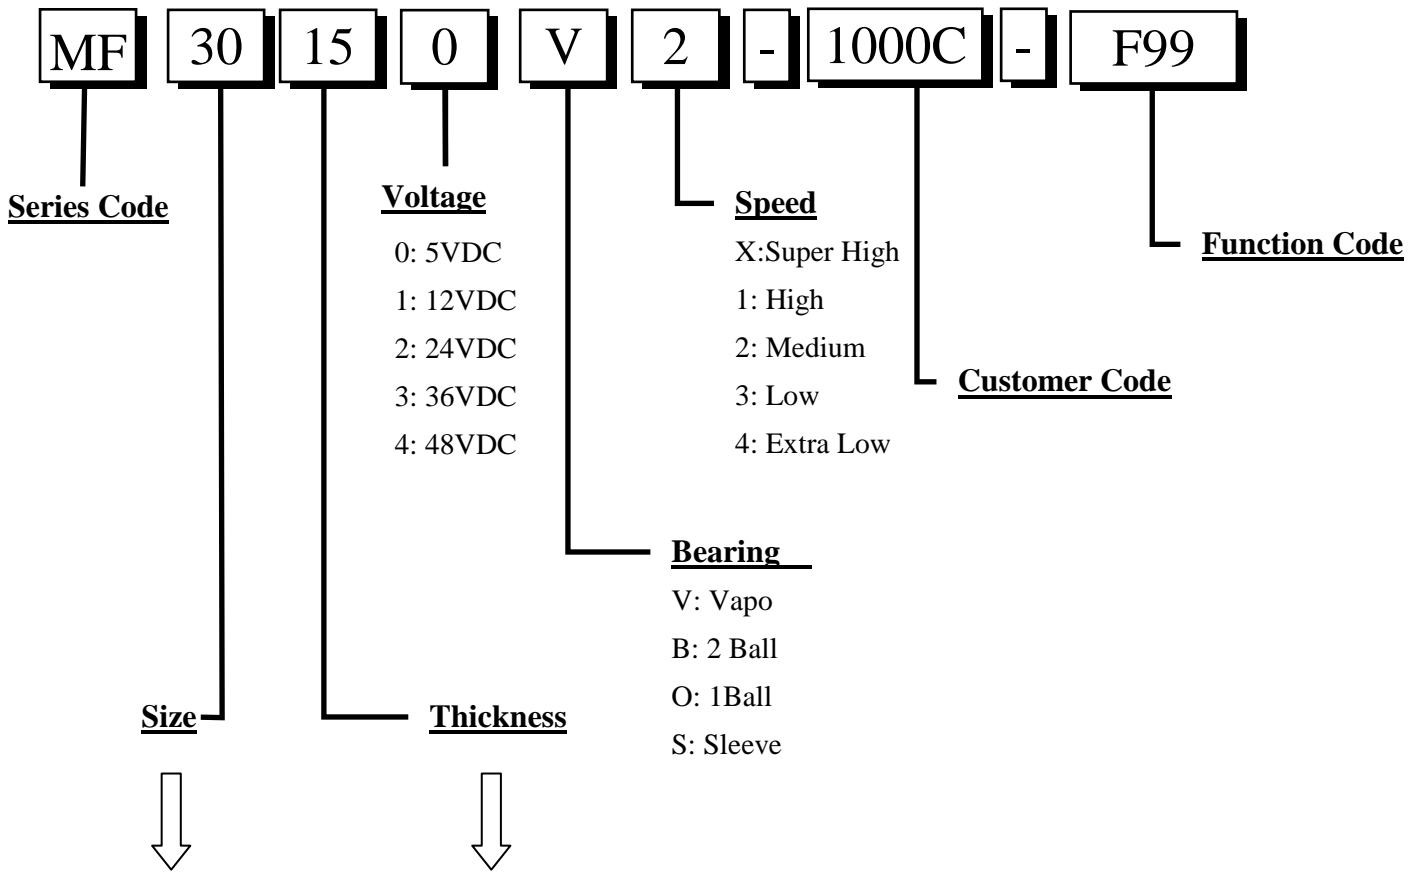 MF 30 15 0 V 2 - 1000C - F99
Series Code
Voltage
0: 5VDC
1: 12VDC
2: 24VDC
3: 36VDC
4: 48VDC
Speed
X:Super High
1: High
2: Medium
3: Low
4: Extra Low
Function Code
Customer Code
Bearing
V: Vapo
B: 2 Ball
O: 1Ball
S: Sleeve
Size
Thickness